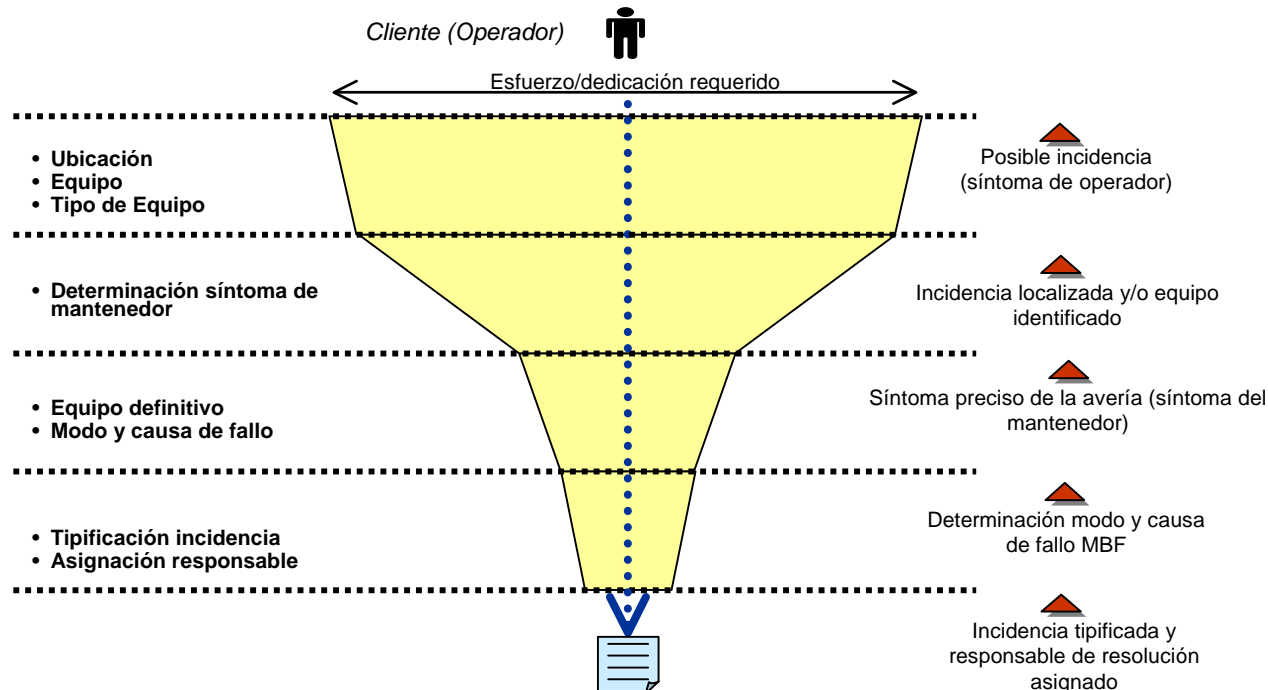 Cliente (Operador)
Esfuerzo/dedicación requerido
• Ubicación
• Equipo
• Tipo de Equipo
Posible incidencia
(síntoma de operador)
• Determinación síntoma de
mantenedor
Incidencia localizada y/o equipo
identificado
• Equipo definitivo
• Modo y causa de fallo
Síntoma preciso de la avería (síntoma del
mantenedor)
• Tipificación incidencia
• Asignación responsable
Determinación modo y causa
de fallo MBF
Incidencia tipificada y
responsable de resolución
asignado